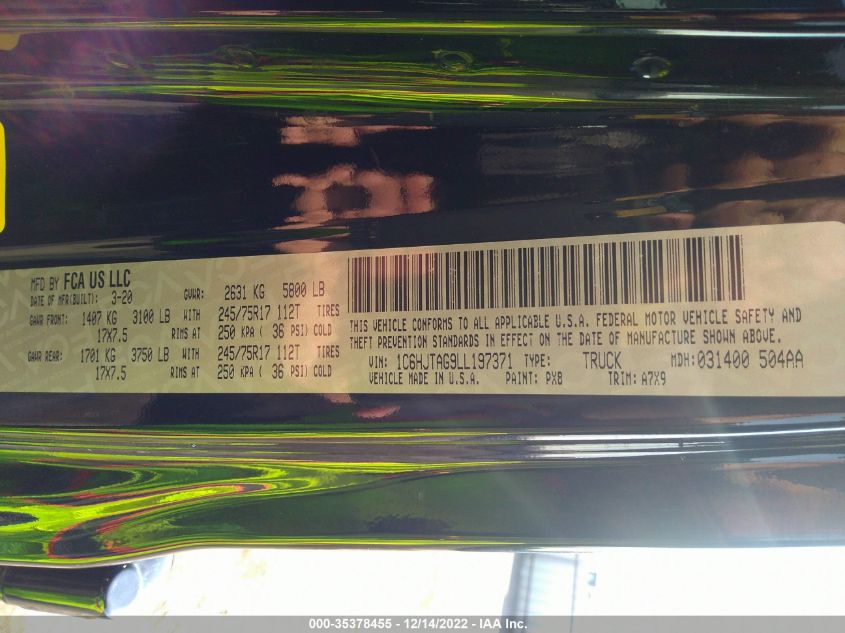 MFD BY FCA US LLC
DATE OF MFR(BUILT): 3-20 GVWR: 2631 KG 5800 LB
GAWR FRONT: 1407 KG 3100 LB WITH 245/75R17 112T TIRES
17X7.5 RIMS AT 250 KPA ( 36 PSI) COLD
GAWR REAR: 1701 KG 3750 LB WITH 245/75R17 112T TIRES
17X7.5 RIMS AT 250 KPA ( 36 PSI) COLD
THIS VEHICLE CONFORMS TO ALL APPLICABLE U.S.A. FEDERAL MOTOR VEHICLE SAFETY AND
THEFT PREVENTION STANDARDS IN EFFECT ON THE DATE OF MANUFACTURE SHOWN ABOVE.
VIN: 1C6HJTAG9LL197371 TYPE: TRUCK MDH: 031400 504AA
VEHICLE MADE IN U.S.A. PAINT: PX8 TRIM: A7X9
000-35378455 - 12/14/2022 - IAA Inc.